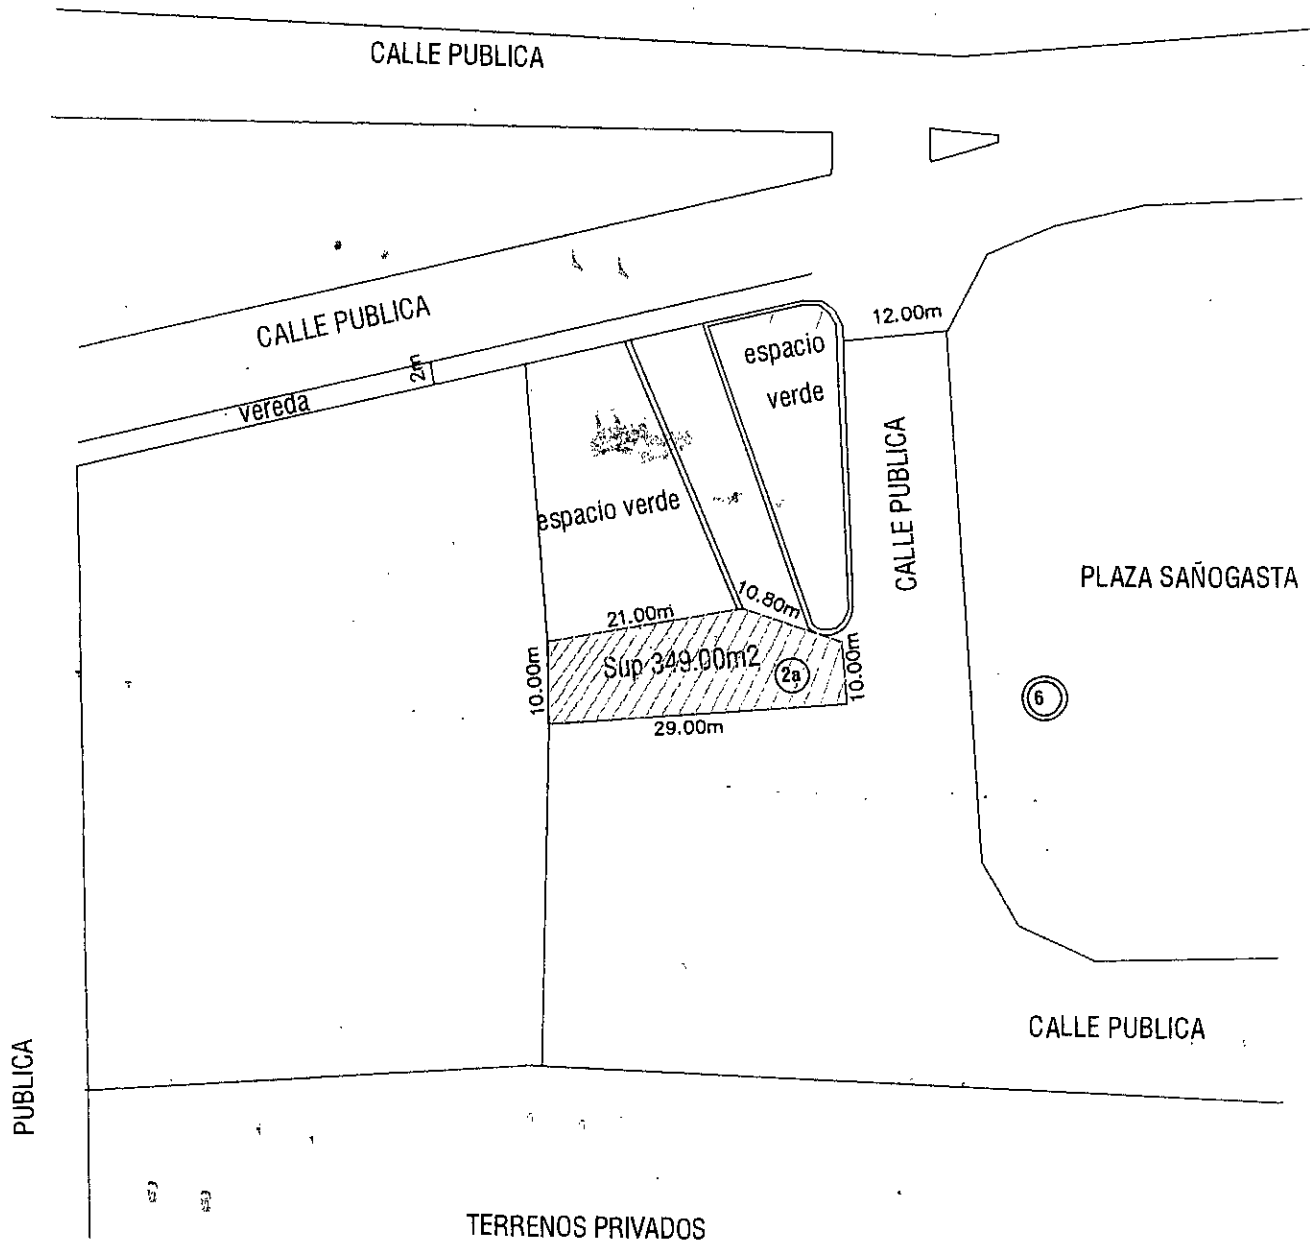 CALLE PUBLICA
CALLE PUBLICA
12.00m
espacio
verde
2m
vereda
CALLE PUBLICA
espacio verde
PLAZA SAÑOGASTA
10.80m
21.00m
Sup 349.00m2
2a
10.00m
10.00m
6
29.00m
CALLE PUBLICA
PUBLICA
TERRENOS PRIVADOS